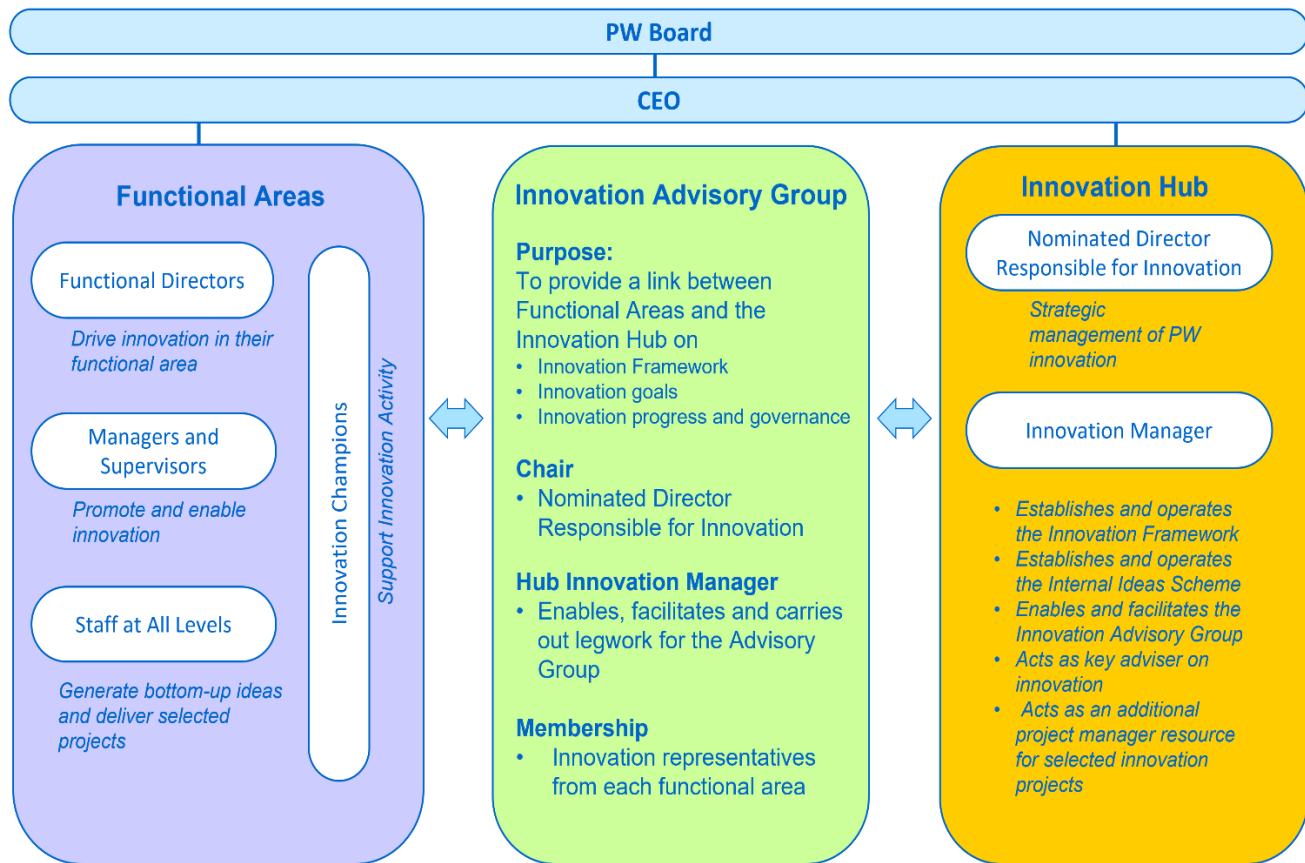 PW Board
CEO
Functional Areas
Functional Directors
Drive innovation in their
functional area
Managers and
Supervisors
Promote and enable
innovation
Staff at All Levels
Generate bottom-up ideas
and deliver selected
projects
Innovation Champions
Support Innovation Activity
Innovation Advisory Group
Purpose:
To provide a link between
Functional Areas and the
Innovation Hub on
• Innovation Framework
• Innovation goals
• Innovation progress and governance
Chair
• Nominated Director
Responsible for Innovation
Hub Innovation Manager
• Enables, facilitates and carries
out legwork for the Advisory
Group
Membership
• Innovation representatives
from each functional area
Innovation Hub
Nominated Director
Responsible for Innovation
Strategic
management of PW
innovation
Innovation Manager
• Establishes and operates
the Innovation Framework
• Establishes and operates
the Internal Ideas Scheme
• Enables and facilitates the
Innovation Advisory Group
• Acts as key adviser on
innovation
• Acts as an additional
project manager resource
for selected innovation
projects